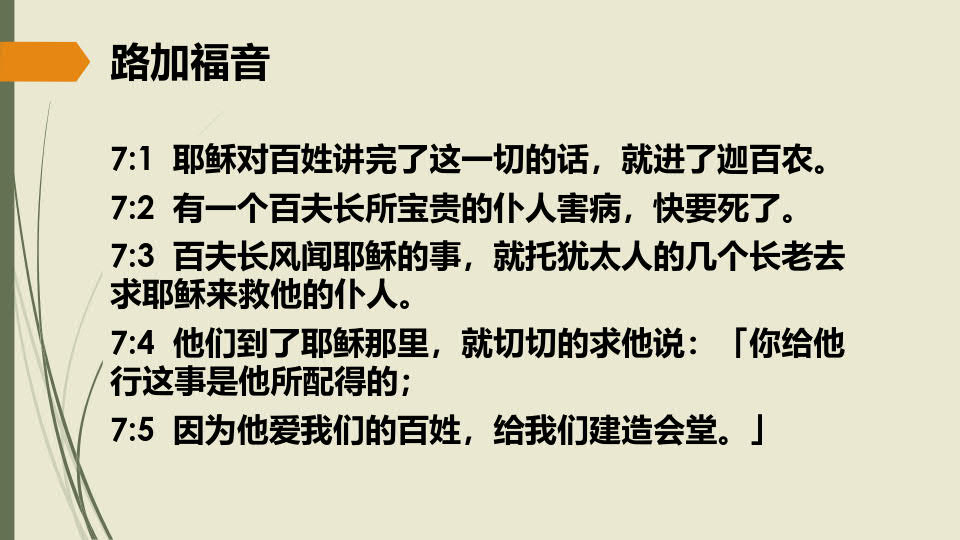 路加福音
7:1 耶稣对百姓讲完了这一切的话，就进了迦百农。
7:2 有一个百夫长所宝贵的仆人害病，快要死了。
7:3 百夫长风闻耶稣的事，就托犹太人的几个长老去
求耶稣来救他的仆人。
7:4 他们到了耶稣那里，就切切的求他说：「你给他
行这事是他所配得的；
7:5 因为他爱我们的百姓，给我们建造会堂。」